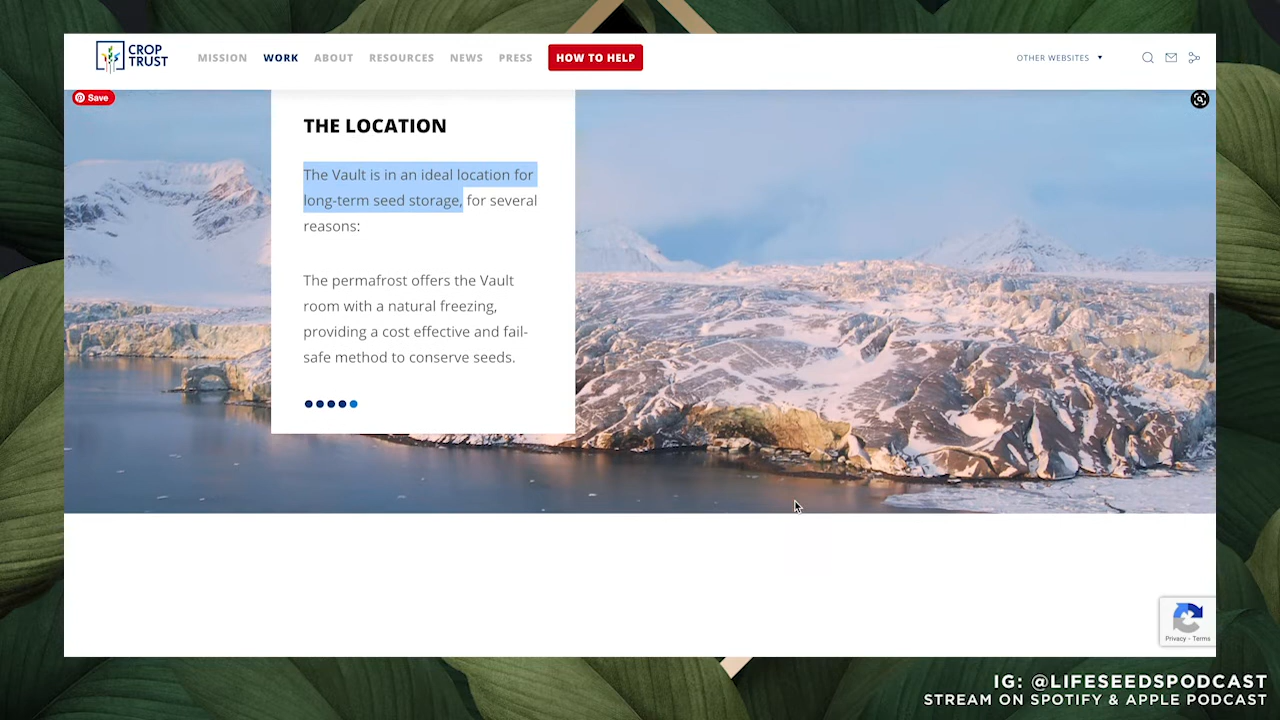 CROP
TRUST
MISSION WORK ABOUT RESOURCES NEWS PRESS HOW TO HELP
OTHER WEBSITES
Save
THE LOCATION
The Vault is in an ideal location for
long-term seed storage, for several
reasons:
The permafrost offers the Vault
room with a natural freezing,
providing a cost effective and fail-
safe method to conserve seeds.
Privacy - Terms
IG: @LIFESEEDSPODCAST
STREAM ON SPOTIFY & APPLE PODCAST